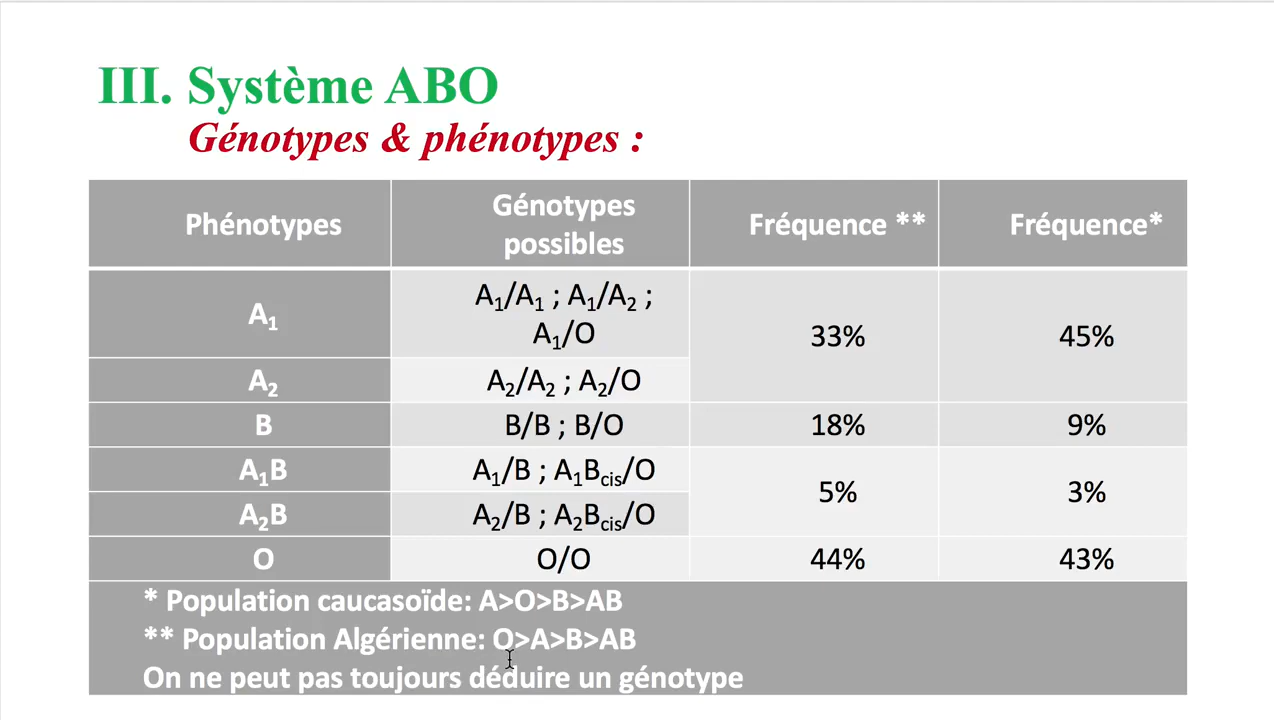 III. Système ABO
Génotypes & phénotypes :
Phénotypes
Génotypes
possibles
Fréquence **
Fréquence*
A₁
A₁/A₁ ; A₁/A₂ ;
A₁/O
33%
45%
A₂
A₂/A₂ ; A₂/O
B
B/B ; B/O
18%
9%
A₁B
A₁/B ; A₁Bcis/O
5%
3%
A₂B
A₂/B ; A₂Bcis/O
O
O/O
44%
43%
* Population caucasoïde: A>O>B>AB
** Population Algérienne: O>A>B>AB
On ne peut pas toujours déduire un génotype